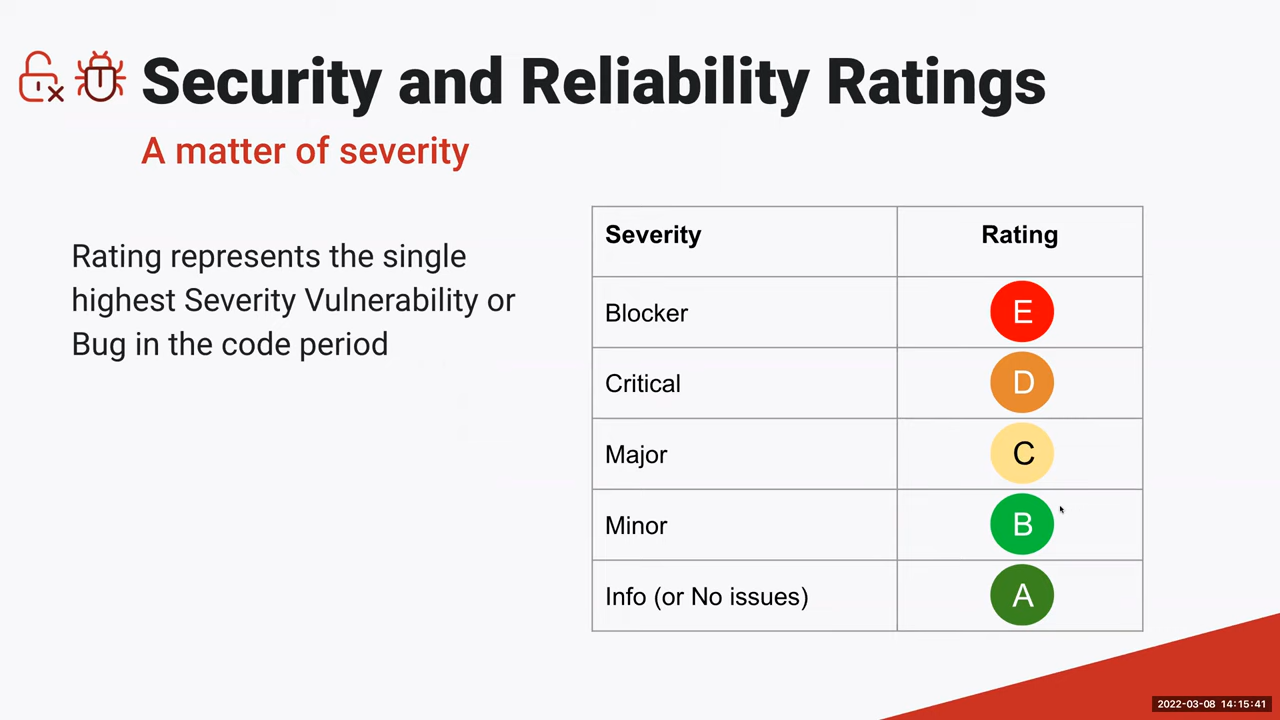 Security and Reliability Ratings
A matter of severity
Rating represents the single
highest Severity Vulnerability or
Bug in the code period
Severity Rating
Blocker E
Critical D
Major C
Minor B
Info (or No issues) A
2022-03-08 14:15:41